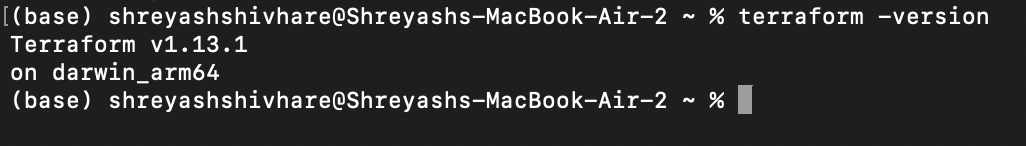 [(base) shreyashshivhare@Shreyashs-MacBook-Air-2 ~ % terraform -version
Terraform v1.13.1
on darwin_arm64
(base) shreyashshivhare@Shreyashs-MacBook-Air-2 ~ %